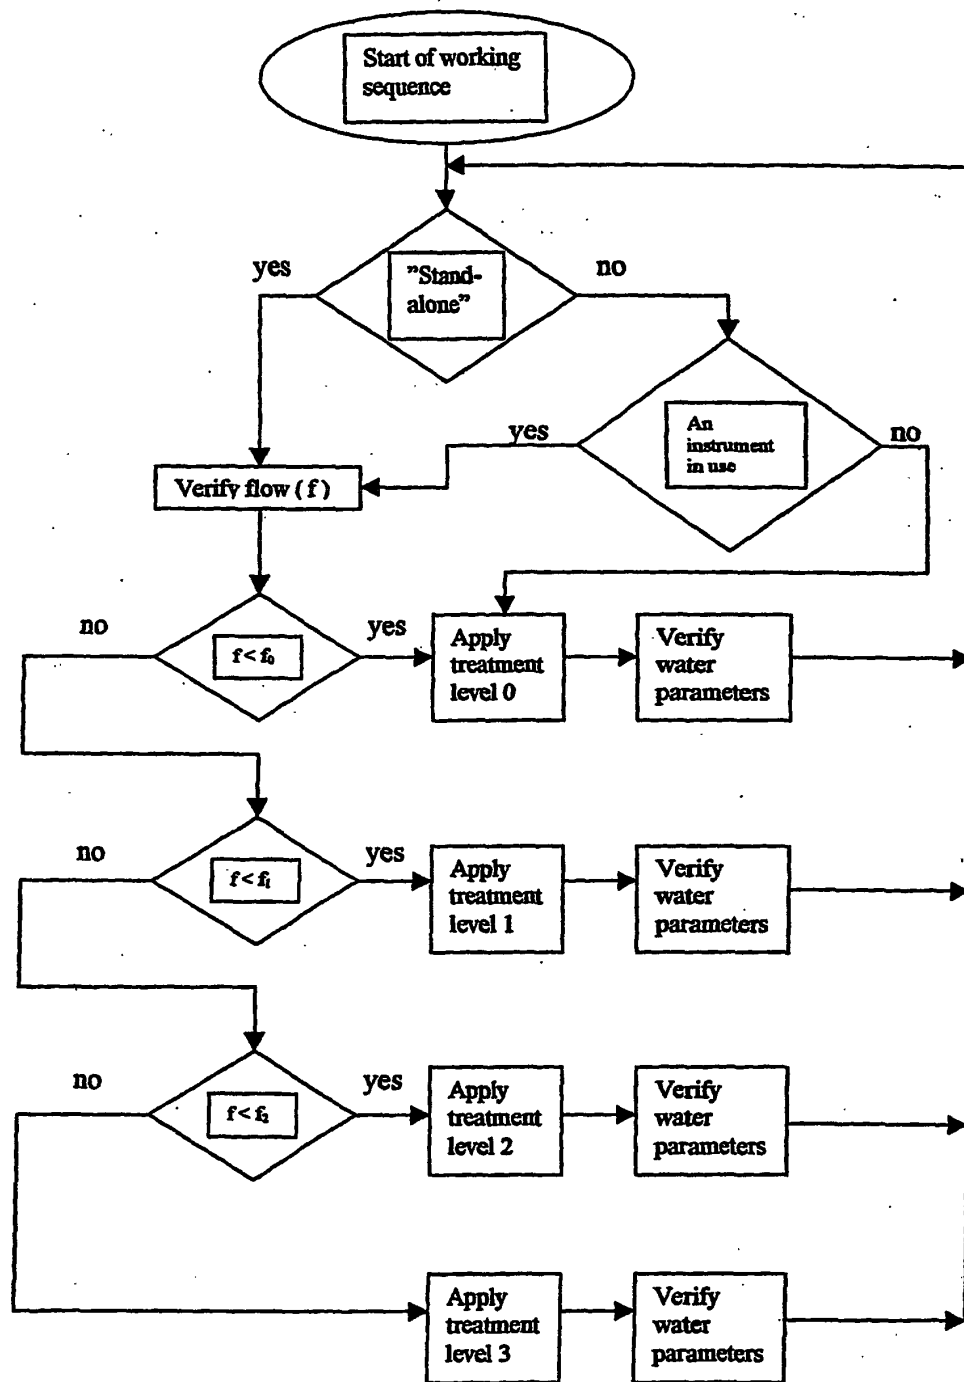 Start of working
sequence
yes
"Stand-
alone"
no
An
instrument
in use
yes
no
Verify flow ( f )
no
f < f₀
yes
Apply
treatment
level 0
Verify
water
parameters
no
f < f₁
yes
Apply
treatment
level 1
Verify
water
parameters
no
f < f₂
yes
Apply
treatment
level 2
Verify
water
parameters
Apply
treatment
level 3
Verify
water
parameters